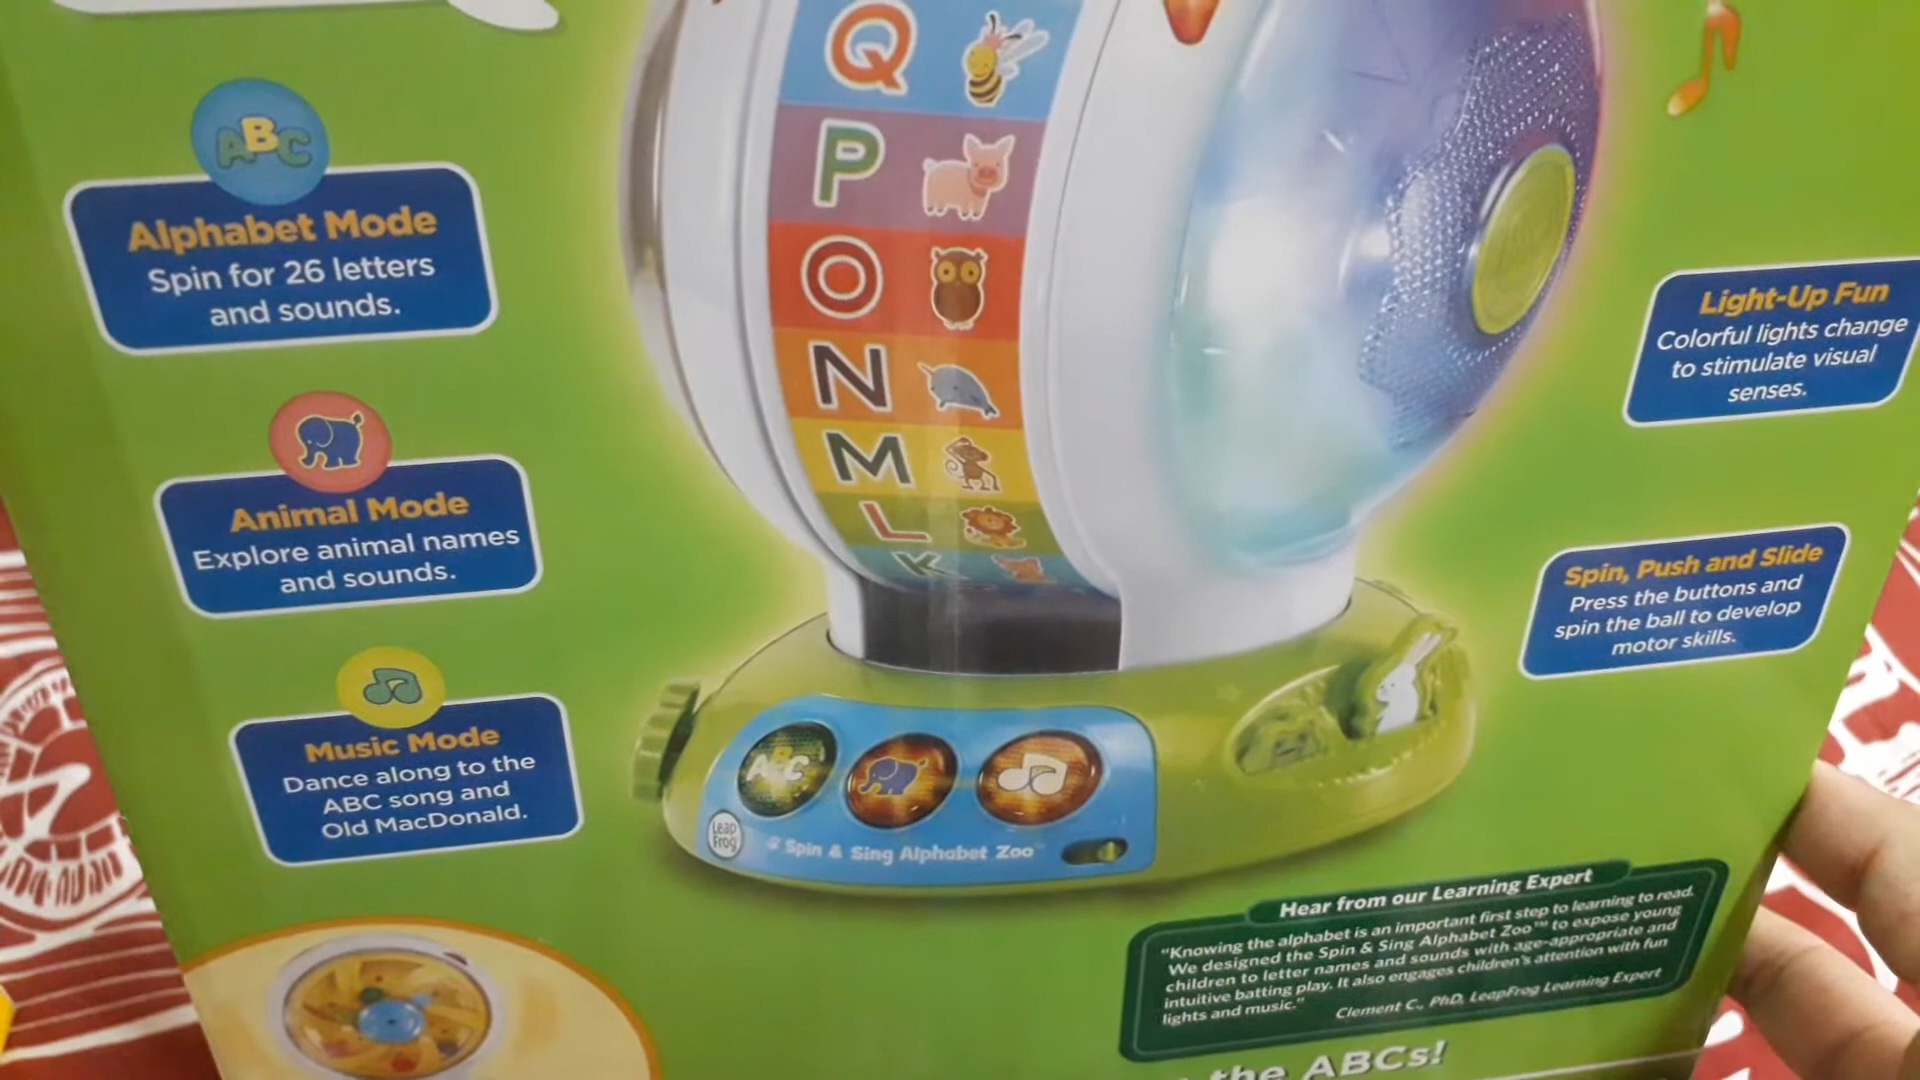 Q
P
O
N
M
L
K
ABC
Alphabet Mode
Spin for 26 letters
and sounds.
Animal Mode
Explore animal names
and sounds.
Music Mode
Dance along to the
ABC song and
Old MacDonald.
Light-Up Fun
Colorful lights change
to stimulate visual
senses.
Spin, Push and Slide
Press the buttons and
spin the ball to develop
motor skills.
ABC
Leap
Frog
Spin & Sing Alphabet Zoo™
Hear from our Learning Expert
"Knowing the alphabet is an important first step to learning to read.
We designed the Spin & Sing Alphabet Zoo™ to expose young
children to letter names and sounds with age-appropriate and
intuitive batting play. It also engages children's attention with fun
lights and music."
Clement C., PhD, LeapFrog Learning Expert
the ABCs!